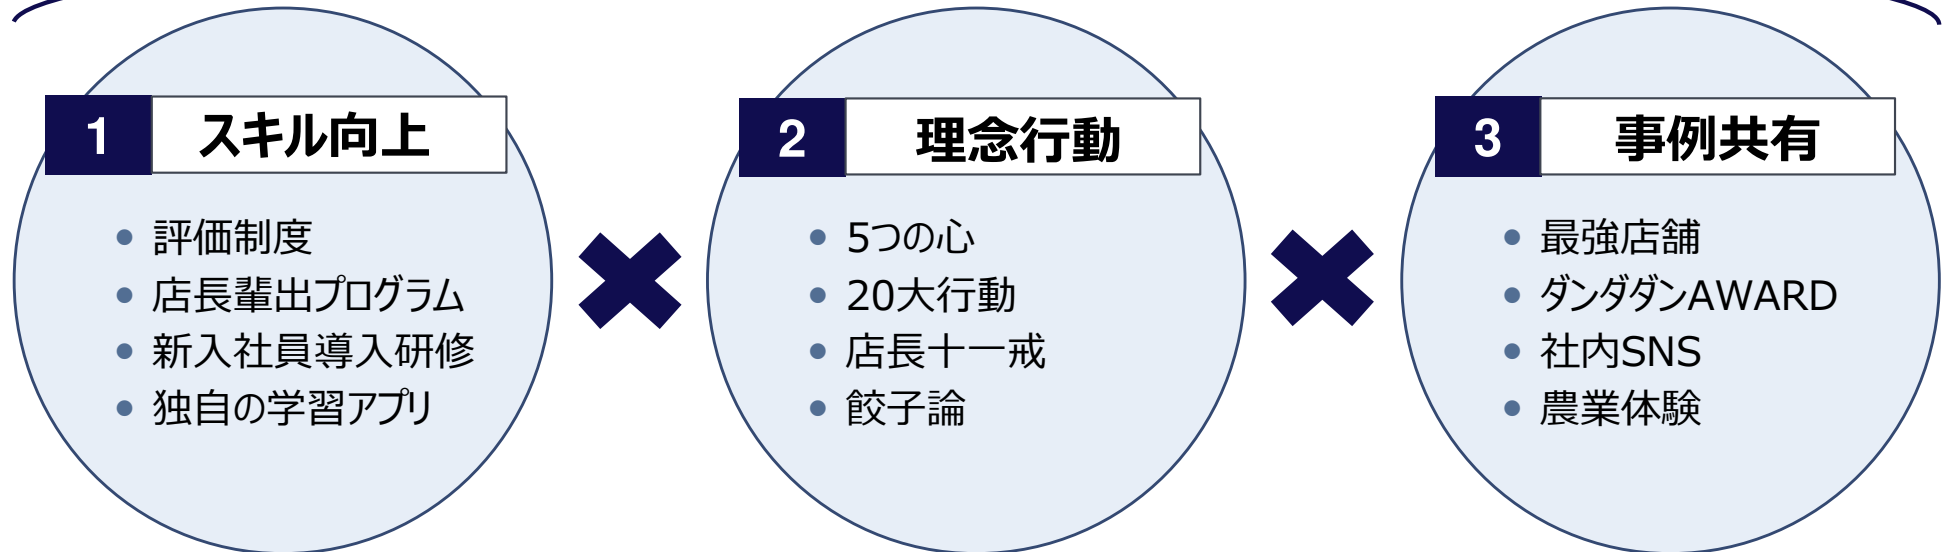 1 スキル向上
• 評価制度
• 店長輩出プログラム
• 新入社員導入研修
• 独自の学習アプリ
2 理念行動
• 5つの心
• 20大行動
• 店長十一戒
• 餃子論
3 事例共有
• 最強店舗
• ダンダダンAWARD
• 社内SNS
• 農業体験